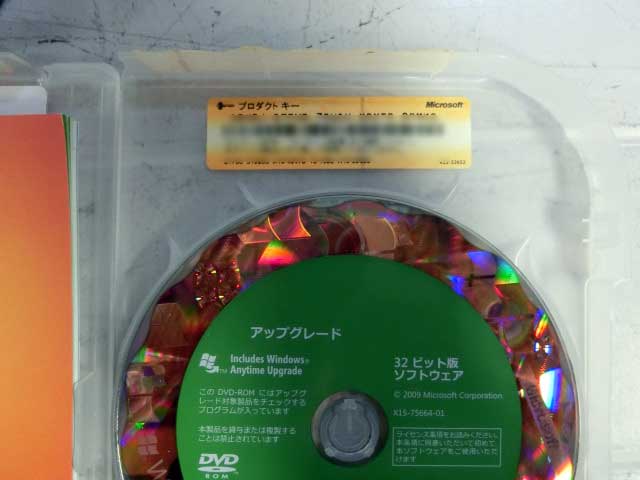 プロダクト キー
Microsoft
アップグレード
Includes Windows®
Anytime Upgrade
32 ビット版
ソフトウェア
© 2009 Microsoft Corporation
この DVD-ROM にはアップグ
レード対象製品をチェックする
プログラムが入っています
X15-75664-01
本製品を貸与または複製する
ことは禁止されています
ライセンス条項をお読みください。
本条項に同意いただいて初めて
本ソフトウェアをご使用いただ
けます
DVD
ROM